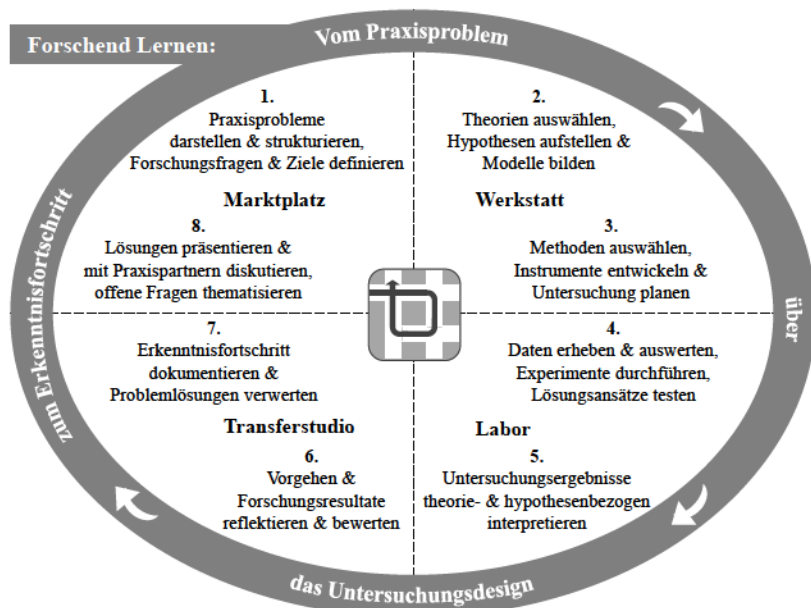 Forschend Lernen:
Vom Praxisproblem
über
das Untersuchungsdesign
zum Erkenntnisfortschritt
1.
Praxisprobleme
darstellen & strukturieren,
Forschungsfragen & Ziele definieren
Marktplatz
8.
Lösungen präsentieren &
mit Praxispartnern diskutieren,
offene Fragen thematisieren
2.
Theorien auswählen,
Hypothesen aufstellen &
Modelle bilden
Werkstatt
3.
Methoden auswählen,
Instrumente entwickeln &
Untersuchung planen
7.
Erkenntnisfortschritt
dokumentieren &
Problemlösungen verwerten
Transferstudio
6.
Vorgehen &
Forschungsresultate
reflektieren & bewerten
4.
Daten erheben & auswerten,
Experimente durchführen,
Lösungsansätze testen
Labor
5.
Untersuchungsergebnisse
theorie- & hypothesenbezogen
interpretieren